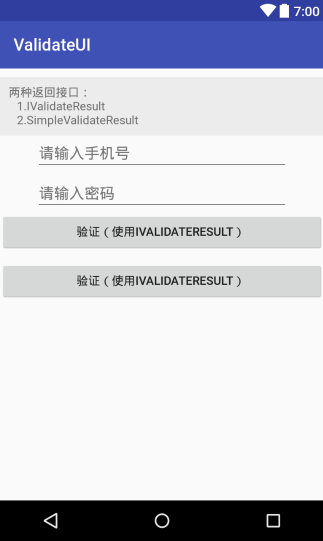 7:00
ValidateUI
两种返回接口：
1.IValidateResult
2.SimpleValidateResult
请输入手机号
请输入密码
验证（使用IVALIDATERESULT）
验证（使用IVALIDATERESULT）